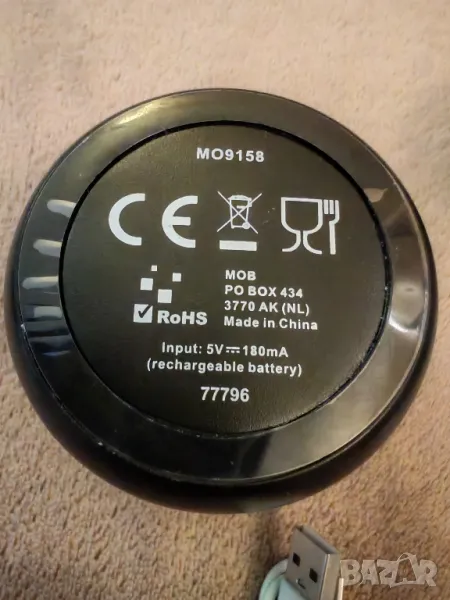 MO9158
CE
MOB
PO BOX 434
3770 AK (NL)
RoHS Made in China
Input: 5V⎓180mA
(rechargeable battery)
77796
BAZAR